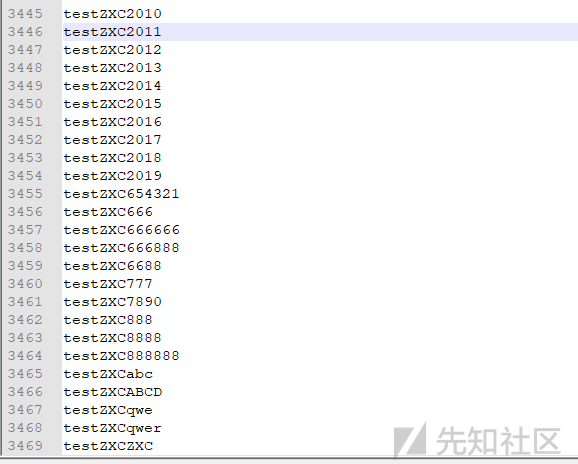 3445 testZXC2010
3446 testZXC2011
3447 testZXC2012
3448 testZXC2013
3449 testZXC2014
3450 testZXC2015
3451 testZXC2016
3452 testZXC2017
3453 testZXC2018
3454 testZXC2019
3455 testZXC654321
3456 testZXC666
3457 testZXC666666
3458 testZXC666888
3459 testZXC6688
3460 testZXC777
3461 testZXC7890
3462 testZXC888
3463 testZXC8888
3464 testZXC888888
3465 testZXCabc
3466 testZXCABCD
3467 testZXCqwe
3468 testZXCqwer
3469 testZXCZXC
先知社区